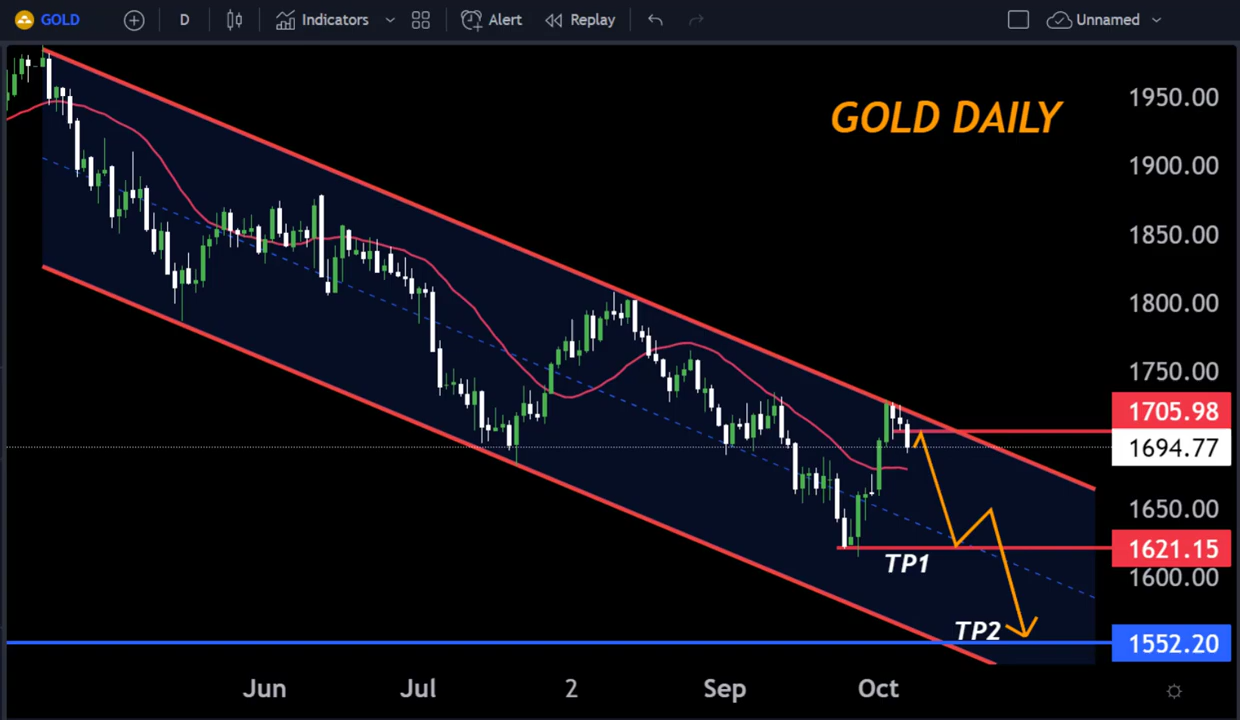 GOLD D Indicators Alert Replay Unnamed
GOLD DAILY
1950.00
1900.00
1850.00
1800.00
1750.00
1705.98
1694.77
1650.00
1621.15
TP1
1600.00
TP2
1552.20
Jun Jul 2 Sep Oct